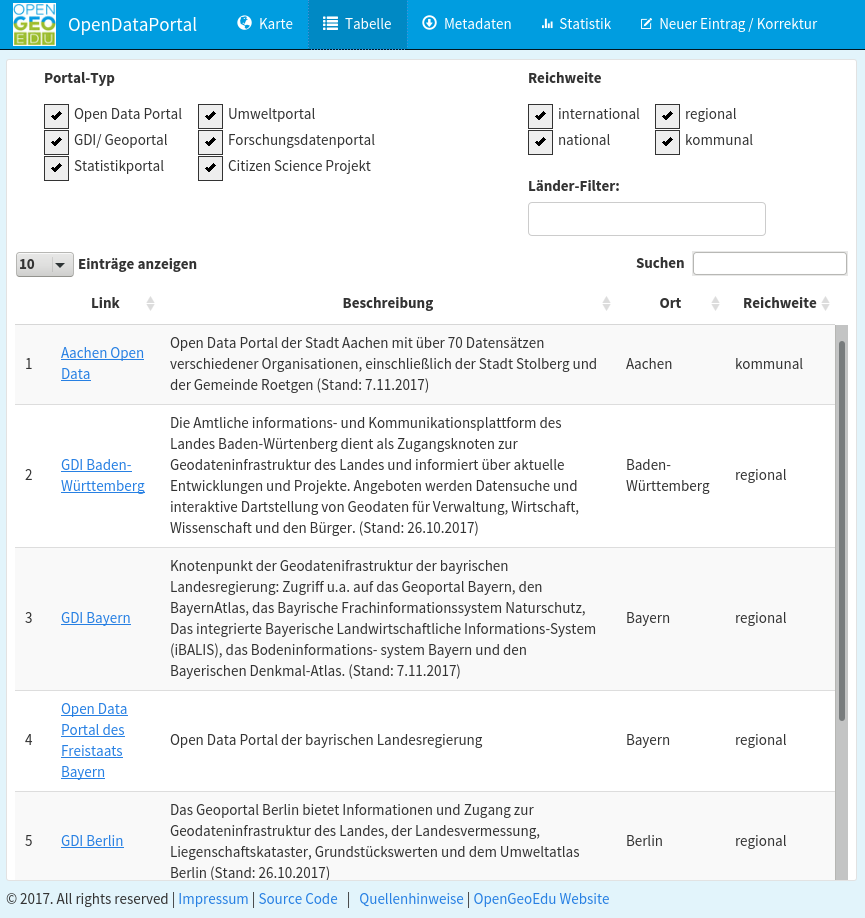 OPEN
GEO
EDU
OpenDataPortal
Karte
Tabelle
Metadaten
Statistik
Neuer Eintrag / Korrektur
Portal-Typ
Open Data Portal
Umweltportal
GDI/ Geoportal
Forschungsdatenportal
Statistikportal
Citizen Science Projekt
Reichweite
international
regional
national
kommunal
Länder-Filter:
10 Einträge anzeigen
Suchen
Link Beschreibung Ort Reichweite
1
Aachen Open
Data
Open Data Portal der Stadt Aachen mit über 70 Datensätzen
verschiedener Organisationen, einschließlich der Stadt Stolberg und
der Gemeinde Roetgen (Stand: 7.11.2017)
Aachen
kommunal
2
GDI Baden-
Württemberg
Die Amtliche informations- und Kommunikationsplattform des
Landes Baden-Würtenberg dient als Zugangsknoten zur
Geodateninfrastruktur des Landes und informiert über aktuelle
Entwicklungen und Projekte. Angeboten werden Datensuche und
interaktive Dartstellung von Geodaten für Verwaltung, Wirtschaft,
Wissenschaft und den Bürger. (Stand: 26.10.2017)
Baden-
Württemberg
regional
3
GDI Bayern
Knotenpunkt der Geodatenifrastruktur der bayrischen
Landesregierung: Zugriff u.a. auf das Geoportal Bayern, den
BayernAtlas, das Bayrische Frachinformationssystem Naturschutz,
Das integrierte Bayerische Landwirtschaftliche Informations-System
(iBALIS), das Bodeninformations- system Bayern und den
Bayerischen Denkmal-Atlas. (Stand: 7.11.2017)
Bayern
regional
4
Open Data
Portal des
Freistaats
Bayern
Open Data Portal der bayrischen Landesregierung
Bayern
regional
5
GDI Berlin
Das Geoportal Berlin bietet Informationen und Zugang zur
Geodateninfrastruktur des Landes, der Landesvermessung,
Liegenschaftskataster, Grundstückswerten und dem Umweltatlas
Berlin (Stand: 26.10.2017)
Berlin
regional
© 2017. All rights reserved | Impressum | Source Code | Quellenhinweise | OpenGeoEdu Website